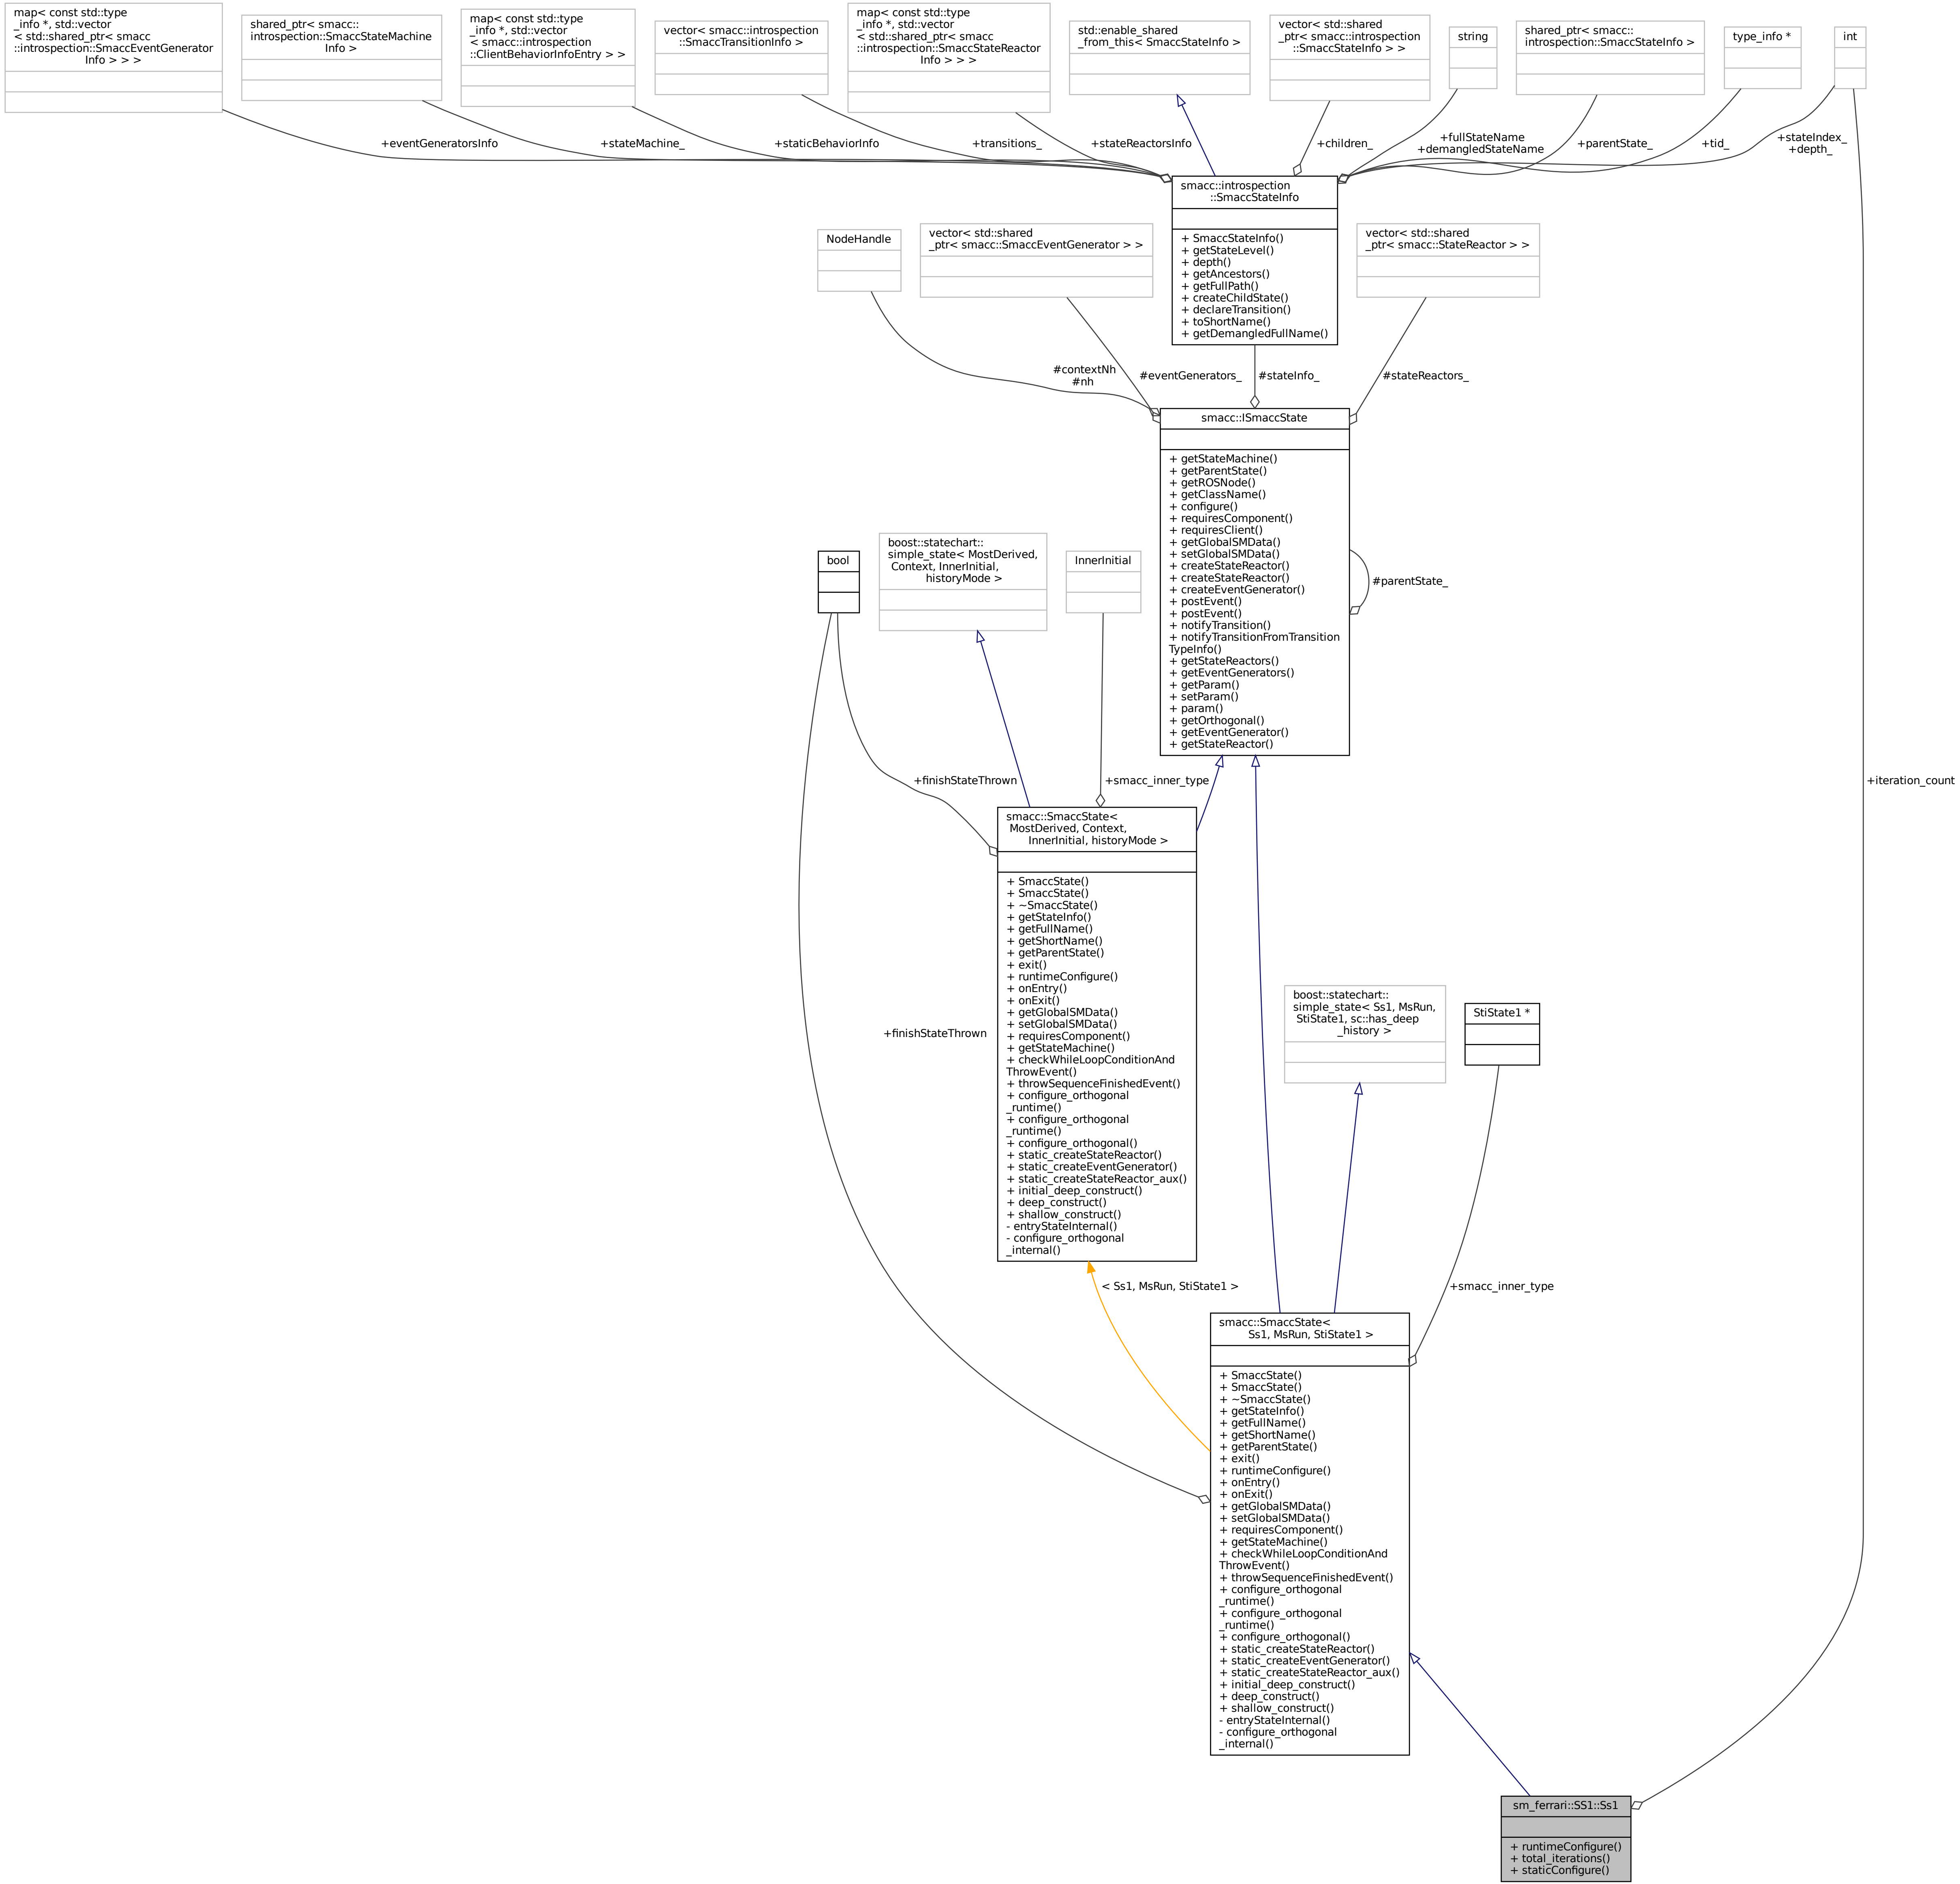 map< const std::type
_info *, std::vector
< std::shared_ptr< smacc
::introspection::SmaccEventGenerator
Info > > >
shared_ptr< smacc::
introspection::SmaccStateMachine
Info >
map< const std::type
_info *, std::vector
< smacc::introspection
::ClientBehaviorInfoEntry > >
vector< smacc::introspection
::SmaccTransitionInfo >
map< const std::type
_info *, std::vector
< std::shared_ptr< smacc
::introspection::SmaccStateReactor
Info > > >
std::enable_shared
_from_this< SmaccStateInfo >
vector< std::shared
_ptr< smacc::introspection
::SmaccStateInfo > >
string
shared_ptr< smacc::
introspection::SmaccStateInfo >
type_info *
int
+eventGeneratorsInfo
+stateMachine_
+staticBehaviorInfo
+transitions_
+stateReactorsInfo
+children_
+fullStateName
+demangledStateName
+parentState_
+tid_
+stateIndex_
+depth_
smacc::introspection
::SmaccStateInfo
+ SmaccStateInfo()
+ getStateLevel()
+ depth()
+ getAncestors()
+ getFullPath()
+ createChildState()
+ declareTransition()
+ toShortName()
+ getDemangledFullName()
NodeHandle
vector< std::shared
_ptr< smacc::SmaccEventGenerator > >
vector< std::shared
_ptr< smacc::StateReactor > >
#contextNh
#nh
#eventGenerators_
#stateInfo_
#stateReactors_
smacc::ISmaccState
+ getStateMachine()
+ getParentState()
+ getROSNode()
+ getClassName()
+ configure()
+ requiresComponent()
+ requiresClient()
+ getGlobalSMData()
+ setGlobalSMData()
+ createStateReactor()
+ createStateReactor()
+ createEventGenerator()
+ postEvent()
+ postEvent()
+ notifyTransition()
+ notifyTransitionFromTransition
TypeInfo()
+ getStateReactors()
+ getEventGenerators()
+ getParam()
+ setParam()
+ param()
+ getOrthogonal()
+ getEventGenerator()
+ getStateReactor()
#parentState_
bool
boost::statechart::
simple_state< MostDerived,
Context, InnerInitial,
historyMode >
InnerInitial
+finishStateThrown
+smacc_inner_type
+iteration_count
smacc::SmaccState<
MostDerived, Context,
InnerInitial, historyMode >
+ SmaccState()
+ SmaccState()
+ ~SmaccState()
+ getStateInfo()
+ getFullName()
+ getShortName()
+ getParentState()
+ exit()
+ runtimeConfigure()
+ onEntry()
+ onExit()
+ getGlobalSMData()
+ setGlobalSMData()
+ requiresComponent()
+ getStateMachine()
+ checkWhileLoopConditionAnd
ThrowEvent()
+ throwSequenceFinishedEvent()
+ configure_orthogonal
_runtime()
+ configure_orthogonal
_runtime()
+ configure_orthogonal()
+ static_createStateReactor()
+ static_createEventGenerator()
+ static_createStateReactor_aux()
+ initial_deep_construct()
+ deep_construct()
+ shallow_construct()
- entryStateInternal()
- configure_orthogonal
_internal()
+finishStateThrown
boost::statechart::
simple_state< Ss1, MsRun,
StiState1, sc::has_deep
_history >
StiState1 *
< Ss1, MsRun, StiState1 >
+smacc_inner_type
smacc::SmaccState<
Ss1, MsRun, StiState1 >
+ SmaccState()
+ SmaccState()
+ ~SmaccState()
+ getStateInfo()
+ getFullName()
+ getShortName()
+ getParentState()
+ exit()
+ runtimeConfigure()
+ onEntry()
+ onExit()
+ getGlobalSMData()
+ setGlobalSMData()
+ requiresComponent()
+ getStateMachine()
+ checkWhileLoopConditionAnd
ThrowEvent()
+ throwSequenceFinishedEvent()
+ configure_orthogonal
_runtime()
+ configure_orthogonal
_runtime()
+ configure_orthogonal()
+ static_createStateReactor()
+ static_createEventGenerator()
+ static_createStateReactor_aux()
+ initial_deep_construct()
+ deep_construct()
+ shallow_construct()
- entryStateInternal()
- configure_orthogonal
_internal()
sm_ferrari::SS1::Ss1
+ runtimeConfigure()
+ total_iterations()
+ staticConfigure()